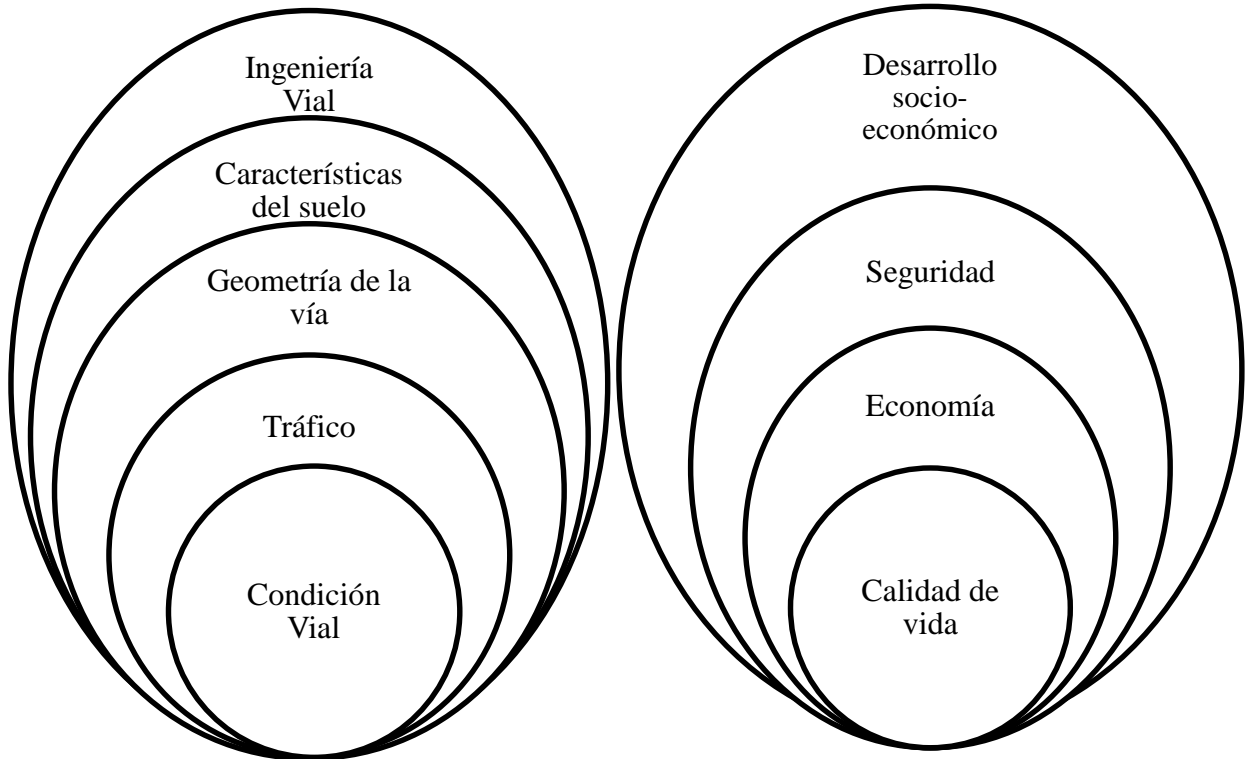 Ingeniería
Vial
Características
del suelo
Geometría de la
vía
Tráfico
Condición
Vial
Desarrollo
socio-
económico
Seguridad
Economía
Calidad de
vida